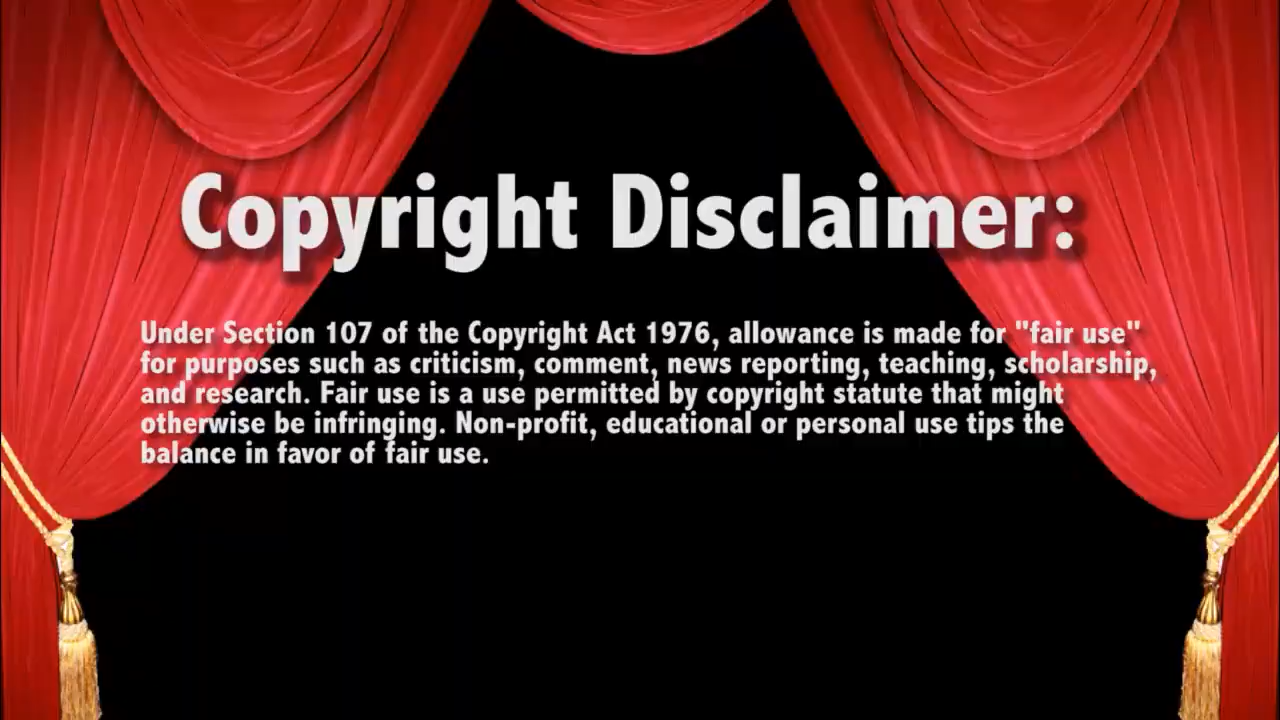 Copyright Disclaimer:
Under Section 107 of the Copyright Act 1976, allowance is made for "fair use"
for purposes such as criticism, comment, news reporting, teaching, scholarship,
and research. Fair use is a use permitted by copyright statute that might
otherwise be infringing. Non-profit, educational or personal use tips the
balance in favor of fair use.